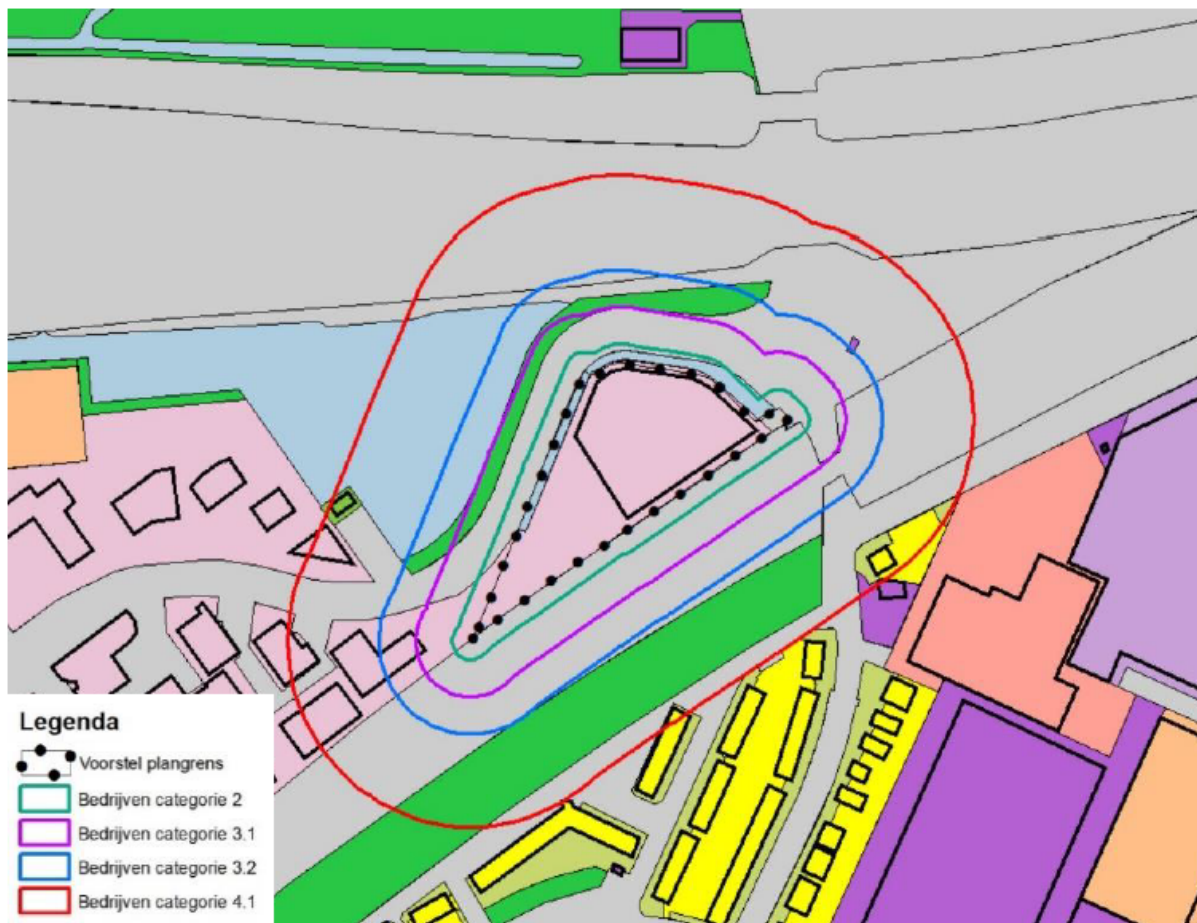 Legenda
Voorstel plangrens
Bedrijven categorie 2
Bedrijven categorie 3.1
Bedrijven categorie 3.2
Bedrijven categorie 4.1